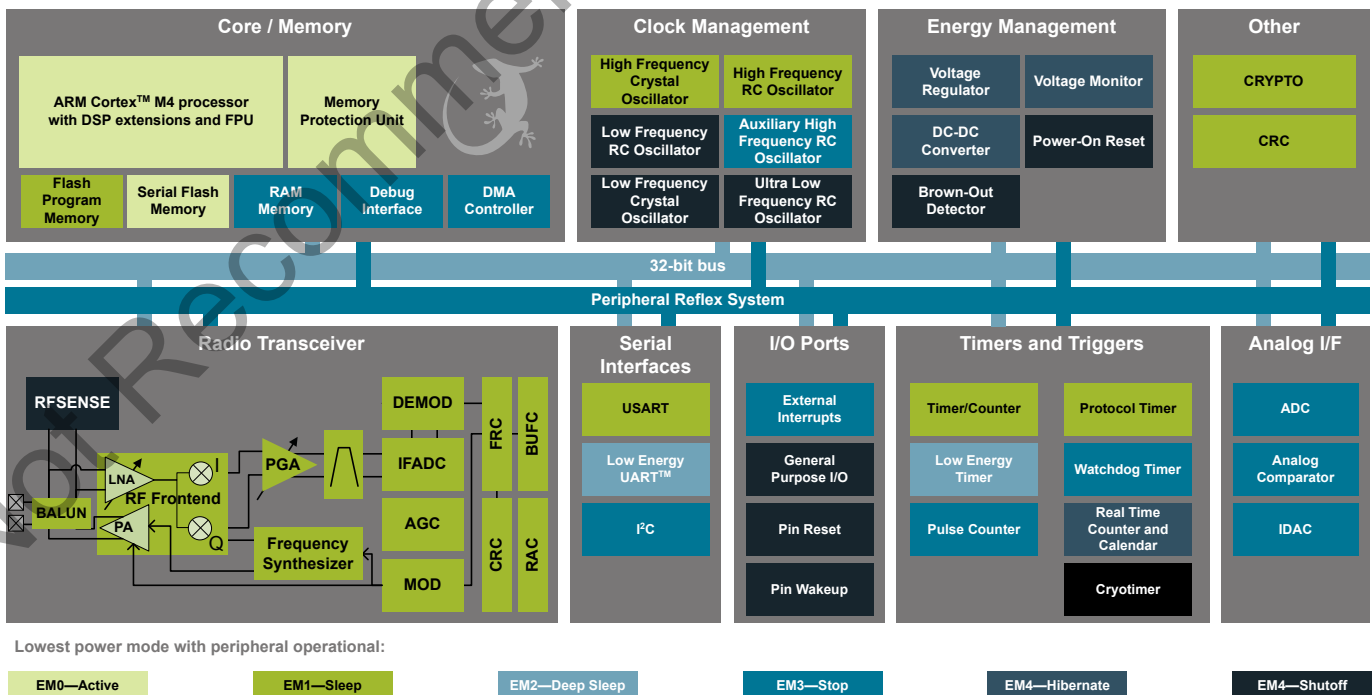 Core / Memory
ARM Cortex™ M4 processor
with DSP extensions and FPU
Memory
Protection Unit
Flash
Program
Memory
Serial Flash
Memory
RAM
Memory
Debug
Interface
DMA
Controller
Clock Management
High Frequency
Crystal
Oscillator
High Frequency
RC Oscillator
Low Frequency
RC Oscillator
Auxiliary High
Frequency RC
Oscillator
Low Frequency
Crystal
Oscillator
Ultra Low
Frequency RC
Oscillator
Energy Management
Voltage
Regulator
Voltage Monitor
DC-DC
Converter
Power-On Reset
Brown-Out
Detector
Other
CRYPTO
CRC
32-bit bus
Peripheral Reflex System
Radio Transceiver
RFSENSE
BALUN
LNA
RF Frontend
PA
I
Q
PGA
Frequency
Synthesizer
DEMOD
IFADC
AGC
MOD
FRC
BUFC
CRC
RAC
Serial
Interfaces
USART
Low Energy
UART™
I²C
I/O Ports
External
Interrupts
General
Purpose I/O
Pin Reset
Pin Wakeup
Timers and Triggers
Timer/Counter
Protocol Timer
Low Energy
Timer
Watchdog Timer
Pulse Counter
Real Time
Counter and
Calendar
Cryotimer
Analog I/F
ADC
Analog
Comparator
IDAC
Lowest power mode with peripheral operational:
EM0—Active
EM1—Sleep
EM2—Deep Sleep
EM3—Stop
EM4—Hibernate
EM4—Shutoff
Not Recomme